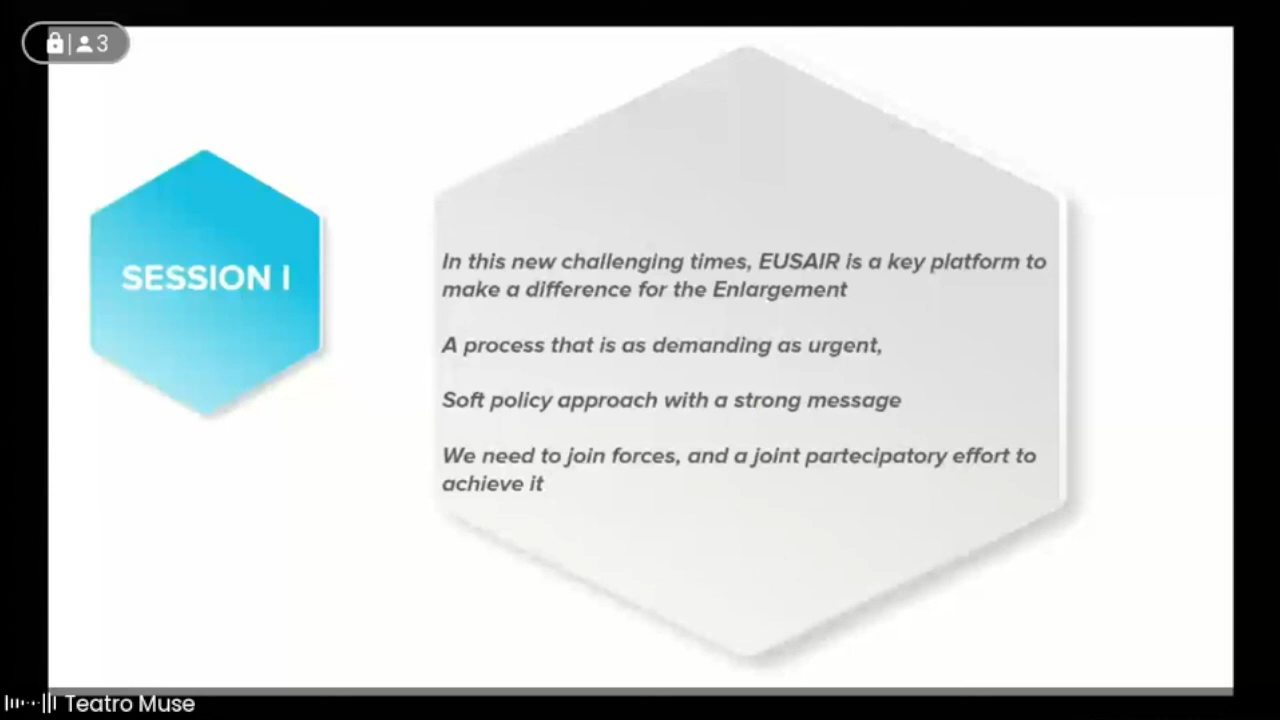 3
SESSION I
In this new challenging times, EUSAIR is a key platform to
make a difference for the Enlargement
A process that is as demanding as urgent,
Soft policy approach with a strong message
We need to join forces, and a joint partecipatory effort to
achieve it
Teatro Muse